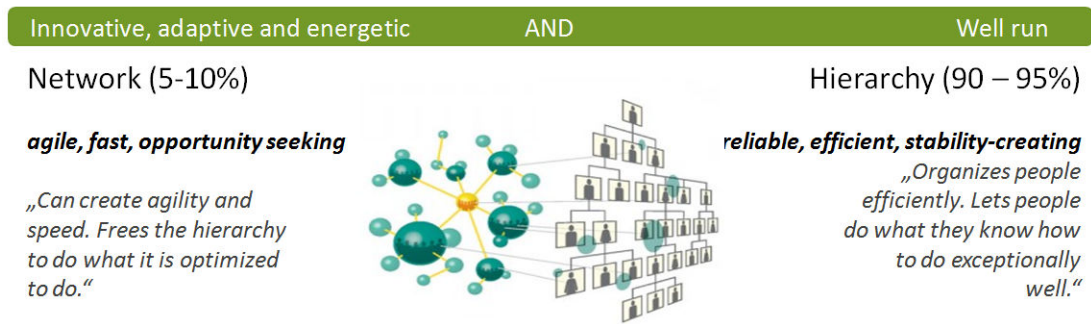 Innovative, adaptive and energetic AND Well run
Network (5-10%)
Hierarchy (90 – 95%)
agile, fast, opportunity seeking
reliable, efficient, stability-creating
„Can create agility and
speed. Frees the hierarchy
to do what it is optimized
to do.“
„Organizes people
efficiently. Lets people
do what they know how
to do exceptionally
well.“